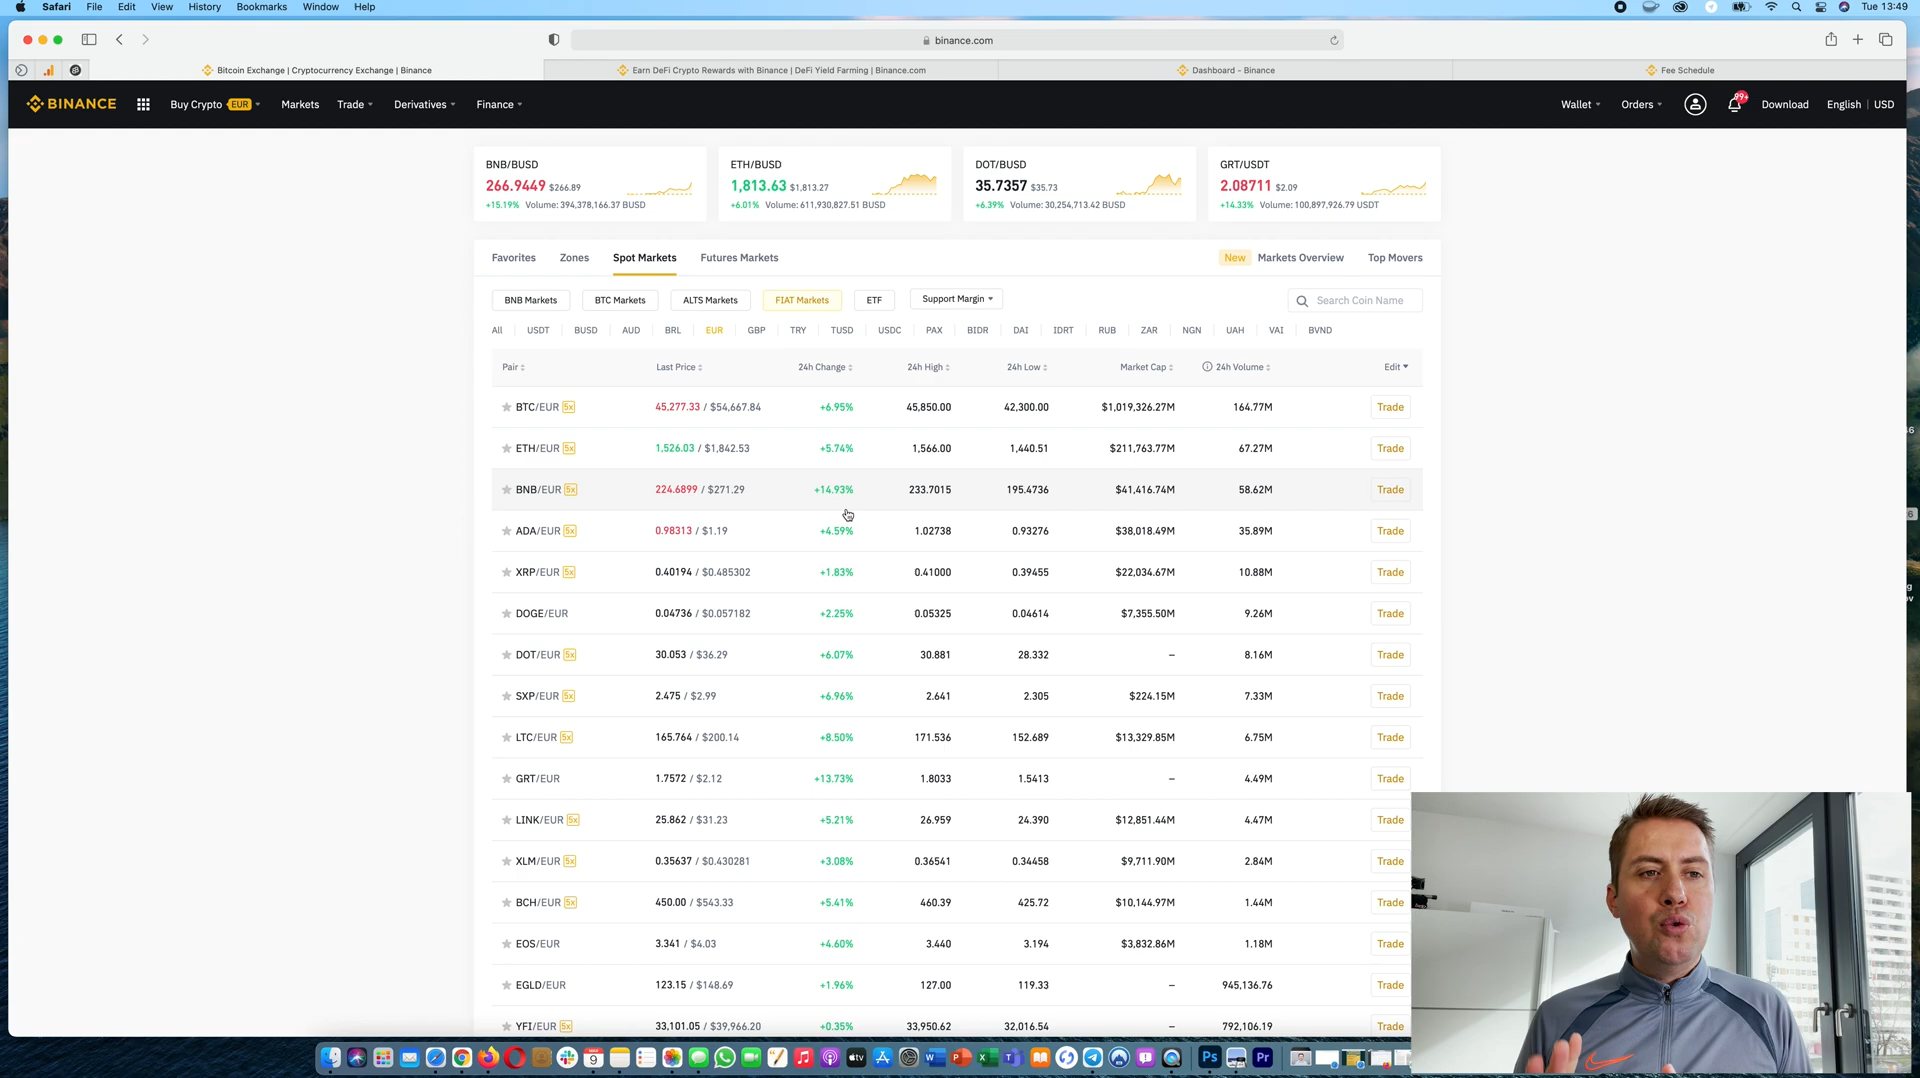 Safari File Edit View History Bookmarks Window Help Tue 13:49
binance.com
Bitcoin Exchange | Cryptocurrency Exchange | Binance Earn DeFi Crypto Rewards with Binance | DeFi Yield Farming | Binance.com Dashboard - Binance Fee Schedule
BINANCE Buy Crypto EUR Markets Trade Derivatives Finance Wallet Orders 99+ Download English | USD
BNB/BUSD ETH/BUSD DOT/BUSD GRT/USDT
266.9449 $266.89 1,813.63 $1,813.27 35.7357 $35.73 2.08711 $2.09
+15.19% Volume: 394,378,166.37 BUSD +6.01% Volume: 611,930,827.51 BUSD +6.39% Volume: 30,254,713.42 BUSD +14.33% Volume: 100,897,926.79 USDT
Favorites Zones Spot Markets Futures Markets New Markets Overview Top Movers
BNB Markets BTC Markets ALTS Markets FIAT Markets ETF Support Margin Search Coin Name
All USDT BUSD AUD BRL EUR GBP TRY TUSD USDC PAX BIDR DAI IDRT RUB ZAR NGN UAH VAI BVND
Pair Last Price 24h Change 24h High 24h Low Market Cap 24h Volume Edit
BTC/EUR 5x 45,277.33 / $54,667.84 +6.95% 45,850.00 42,300.00 $1,019,326.27M 164.77M Trade
ETH/EUR 5x 1,526.03 / $1,842.53 +5.74% 1,566.00 1,440.51 $211,763.77M 67.27M Trade
BNB/EUR 5x 224.6899 / $271.29 +14.93% 233.7015 195.4736 $41,416.74M 58.62M Trade
ADA/EUR 5x 0.98313 / $1.19 +4.59% 1.02738 0.93276 $38,018.49M 35.89M Trade
XRP/EUR 5x 0.40194 / $0.485302 +1.83% 0.41000 0.39455 $22,034.67M 10.88M Trade
DOGE/EUR 0.04736 / $0.057182 +2.25% 0.05325 0.04614 $7,355.50M 9.26M Trade
DOT/EUR 5x 30.053 / $36.29 +6.07% 30.881 28.332 – 8.16M Trade
SXP/EUR 5x 2.475 / $2.99 +6.96% 2.641 2.305 $224.15M 7.33M Trade
LTC/EUR 5x 165.764 / $200.14 +8.50% 171.536 152.689 $13,329.85M 6.75M Trade
GRT/EUR 1.7572 / $2.12 +13.73% 1.8033 1.5413 – 4.49M Trade
LINK/EUR 5x 25.862 / $31.23 +5.21% 26.959 24.390 $12,851.44M 4.47M Trade
XLM/EUR 5x 0.35637 / $0.430281 +3.08% 0.36541 0.34458 $9,711.90M 2.84M Trade
BCH/EUR 5x 450.00 / $543.33 +5.41% 460.39 425.72 $10,144.97M 1.44M Trade
EOS/EUR 3.341 / $4.03 +4.60% 3.440 3.194 $3,832.86M 1.18M Trade
EGLD/EUR 123.15 / $148.69 +1.96% 127.00 119.33 – 945,136.76 Trade
YFI/EUR 5x 33,101.05 / $39,966.20 +0.35% 33,950.62 32,016.54 – 792,106.19 Trade
9 tv W P X T Ps Pr